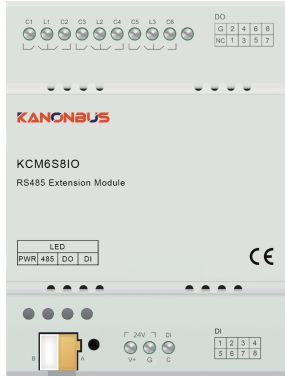 DO
C1 L1 C2 C3 L2 C4 C5 L3 C6
G 2 4 6 8
NC 1 3 5 7
KANONBUS
KCM6S8IO
RS485 Extension Module
LED
PWR 485 DO DI
CE
24V DI
B A
V+ G C
DI
1 2 3 4
5 6 7 8